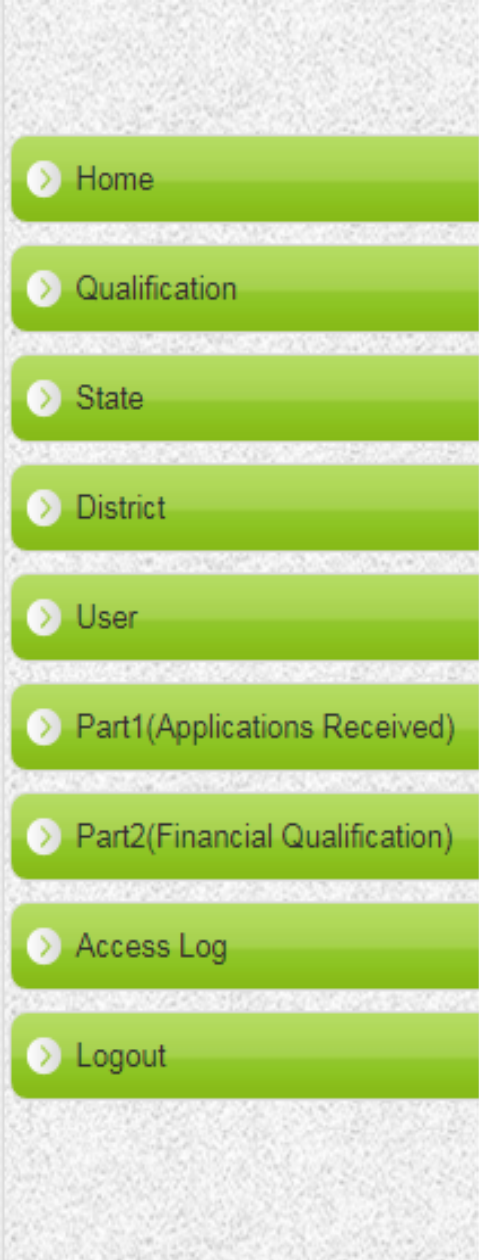 Home
Qualification
State
District
User
Part1(Applications Received)
Part2(Financial Qualification)
Access Log
Logout